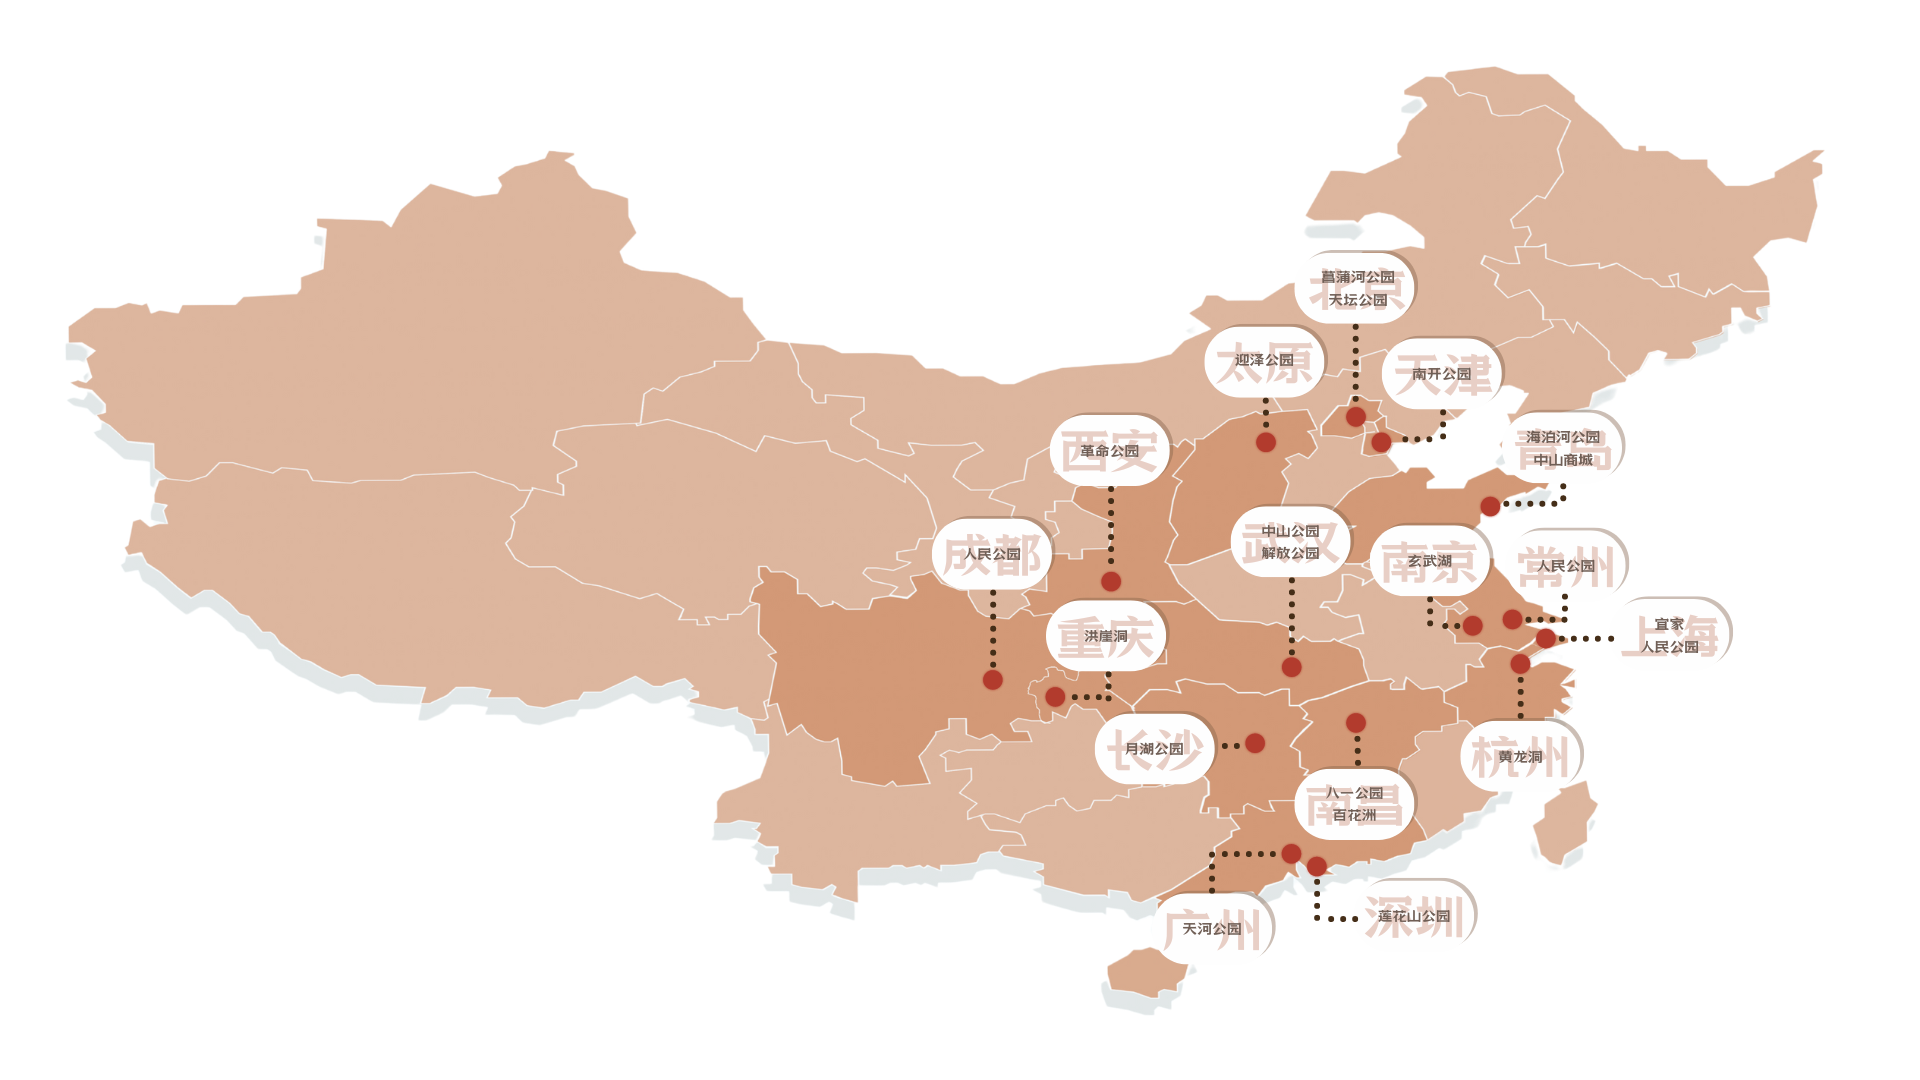 北京
菖蒲河公园
天坛公园
太原
迎泽公园
天津
南开公园
西安
革命公园
青岛
海泊河公园
中山商城
成都
人民公园
武汉
中山公园
解放公园
南京
玄武湖
常州
人民公园
重庆
洪崖洞
上海
宜家
人民公园
长沙
月湖公园
杭州
黄龙洞
南昌
八一公园
百花洲
广州
天河公园
深圳
莲花山公园